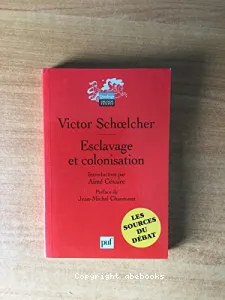 Victor Schœlcher
Esclavage
et colonisation
Introduction par
Aimé Césaire
Préface de
Jean-Michel Chaumont
LES
SOURCES
DU
DÉBAT
puf
Copyright abebooks